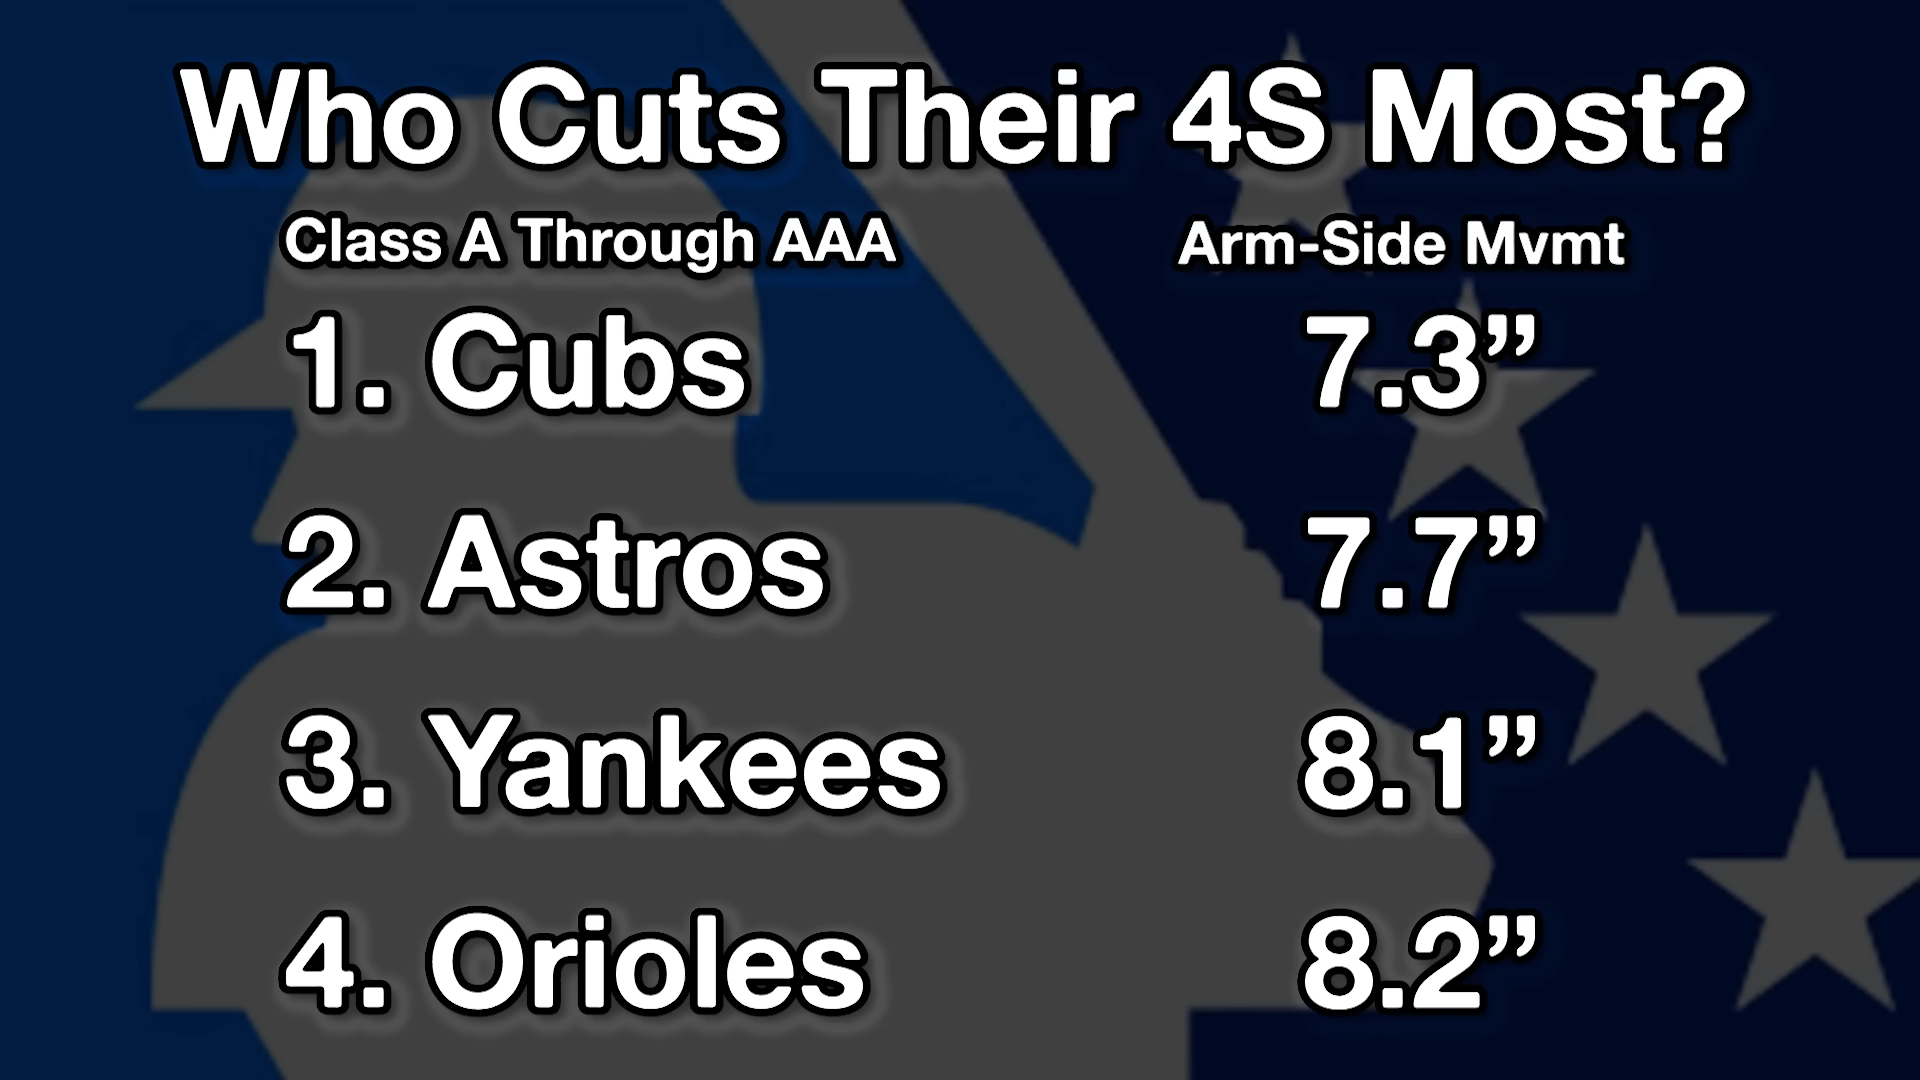 Who Cuts Their 4S Most?
Class A Through AAA Arm-Side Mvmt
1. Cubs 7.3”
2. Astros 7.7”
3. Yankees 8.1”
4. Orioles 8.2”